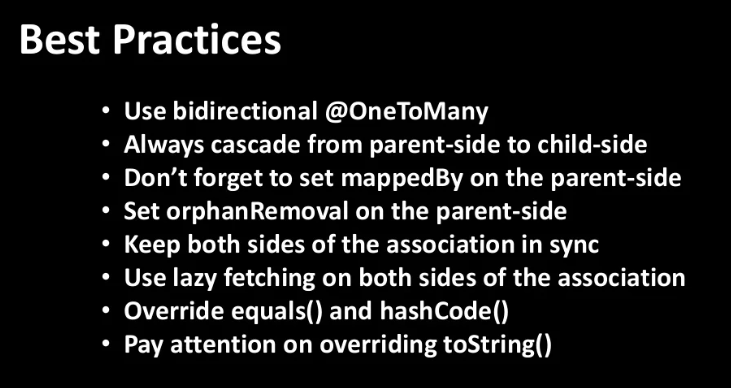 Best Practices
• Use bidirectional @OneToMany
• Always cascade from parent-side to child-side
• Don’t forget to set mappedBy on the parent-side
• Set orphanRemoval on the parent-side
• Keep both sides of the association in sync
• Use lazy fetching on both sides of the association
• Override equals() and hashCode()
• Pay attention on overriding toString()